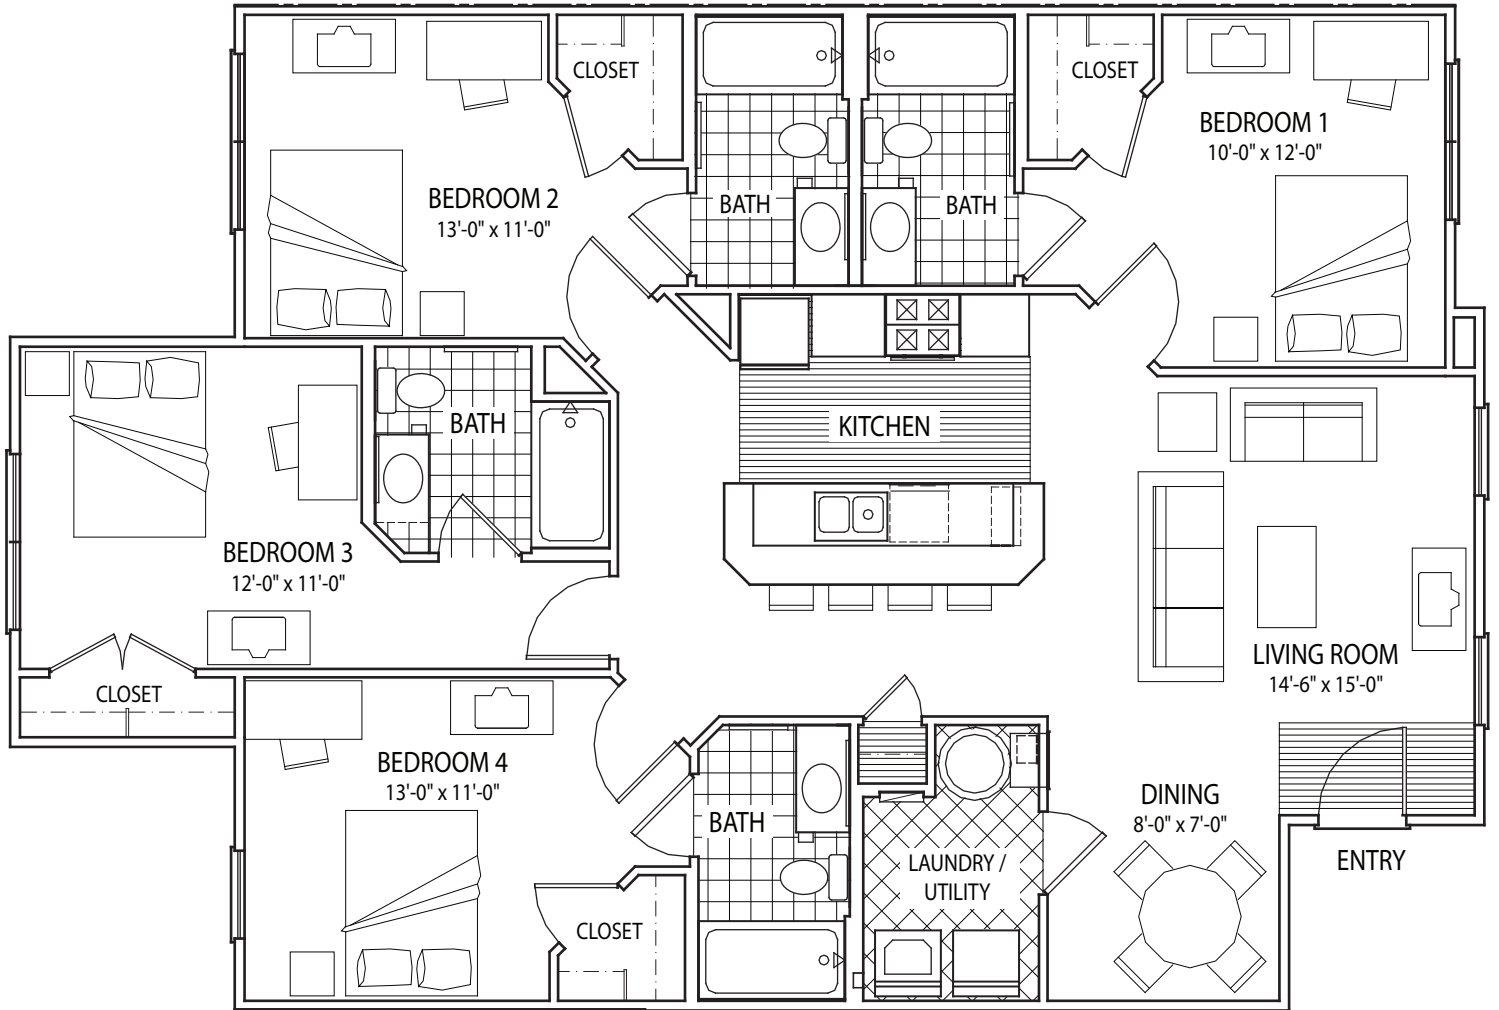 CLOSET
CLOSET
BEDROOM 1
10'-0" x 12'-0"
BEDROOM 2
13'-0" x 11'-0"
BATH
BATH
BATH
KITCHEN
BEDROOM 3
12'-0" x 11'-0"
LIVING ROOM
14'-6" x 15'-0"
CLOSET
BEDROOM 4
13'-0" x 11'-0"
BATH
DINING
8'-0" x 7'-0"
LAUNDRY /
UTILITY
ENTRY
CLOSET